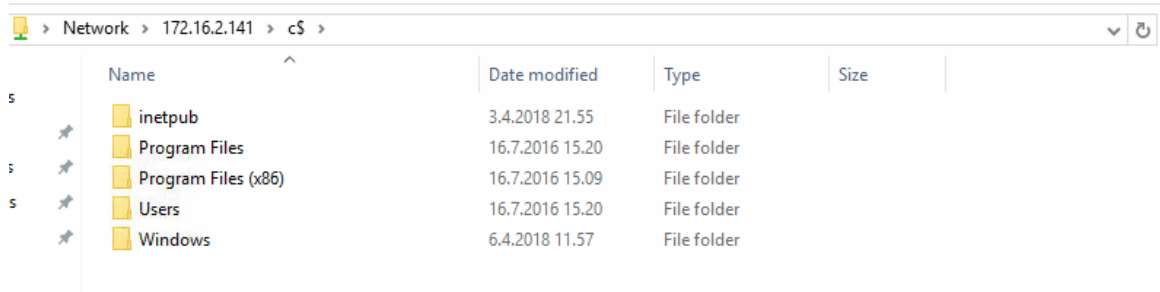 Network > 172.16.2.141 > c$ >
Name Date modified Type Size
s
inetpub 3.4.2018 21.55 File folder
Program Files 16.7.2016 15.20 File folder
s Program Files (x86) 16.7.2016 15.09 File folder
s Users 16.7.2016 15.20 File folder
Windows 6.4.2018 11.57 File folder